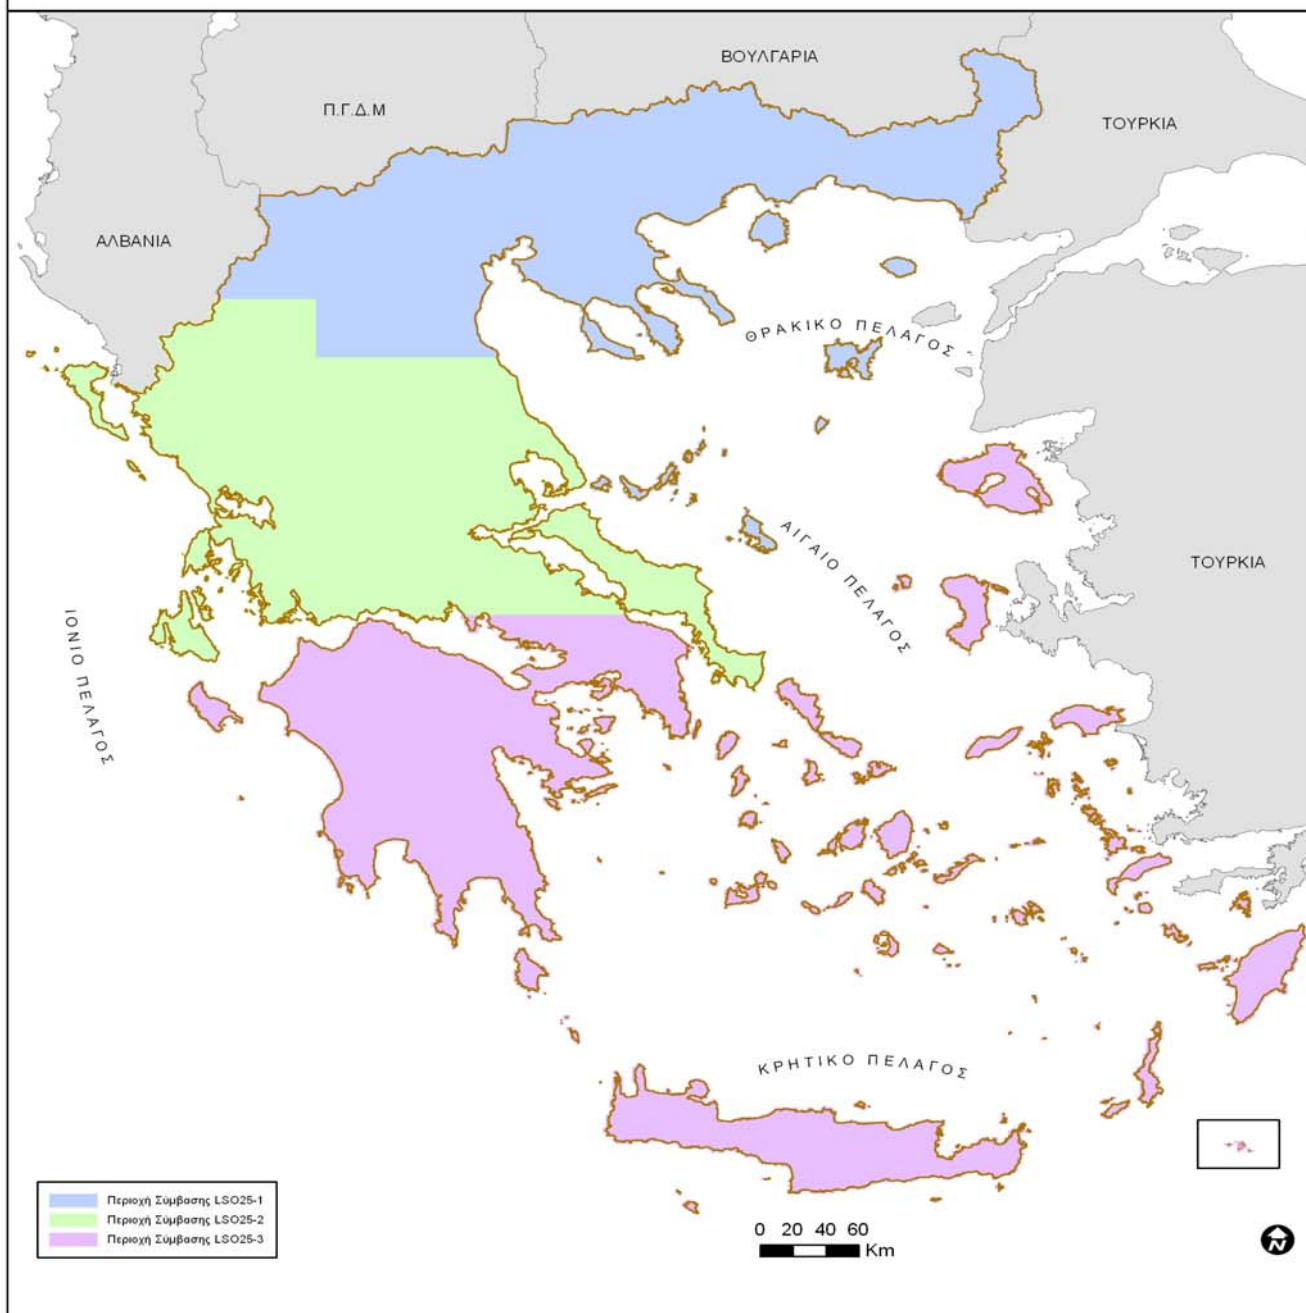 ΒΟΥΛΓΑΡΙΑ
Π.Γ.Δ.Μ
ΤΟΥΡΚΙΑ
ΑΛΒΑΝΙΑ
ΘΡΑΚΙΚΟ ΠΕΛΑΓΟΣ
ΑΙΓΑΙΟ ΠΕΛΑΓΟΣ
ΤΟΥΡΚΙΑ
ΙΟΝΙΟ ΠΕΛΑΓΟΣ
ΚΡΗΤΙΚΟ ΠΕΛΑΓΟΣ
Περιοχή Σύμβασης LSO25-1
Περιοχή Σύμβασης LSO25-2
Περιοχή Σύμβασης LSO25-3
0 20 40 60
Km
N